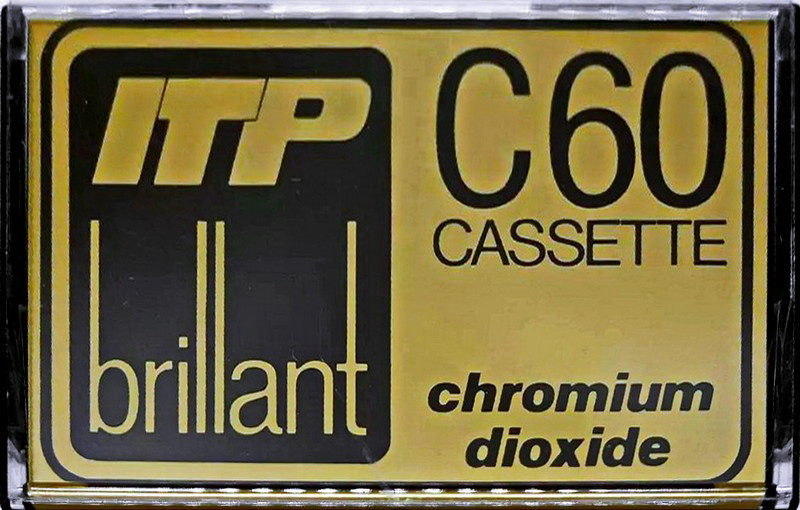 ITP
brillant
C60
CASSETTE
chromium
dioxide